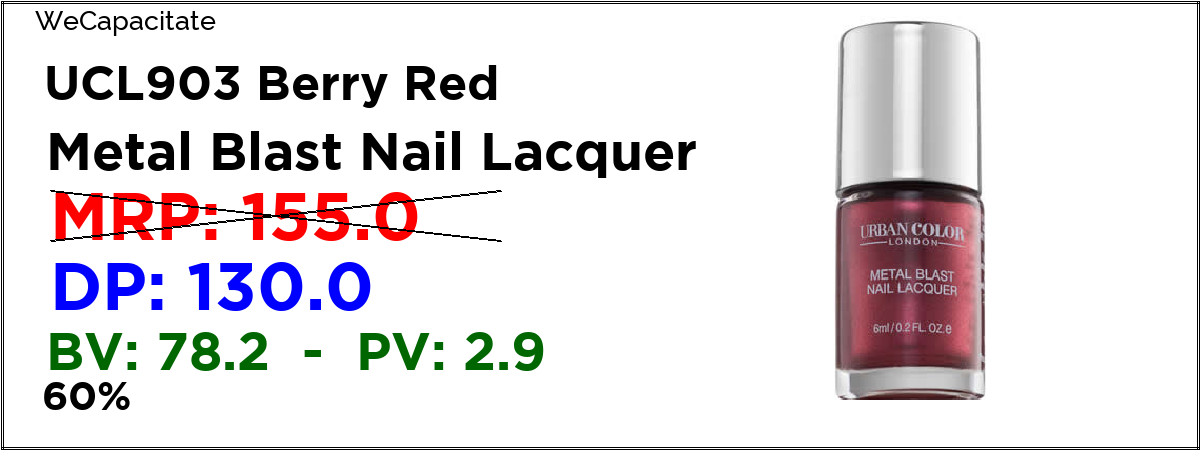 WeCapacitate
UCL903 Berry Red
Metal Blast Nail Lacquer
MRP: 155.0
DP: 130.0
BV: 78.2 - PV: 2.9
60%
URBAN COLOR
LONDON
METAL BLAST
NAIL LACQUER
6ml/0.2 FL. OZ.e